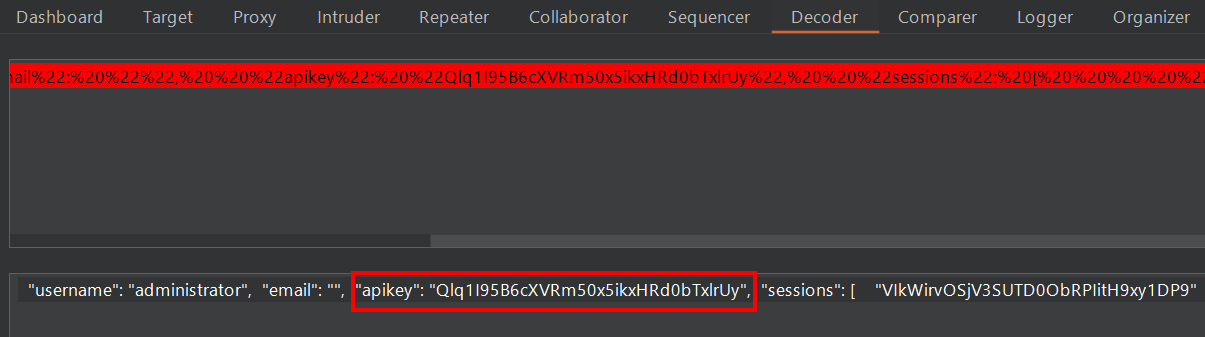 Dashboard Target Proxy Intruder Repeater Collaborator Sequencer Decoder Comparer Logger Organizer
ail%22:%20%22%22,%20%20%22apikey%22:%20%22Qlq1I95B6cXVRm50x5ikxHRd0bTxlrUy%22,%20%20%22sessions%22:%20[%20%20%20%20%2
"username": "administrator", "email": "", "apikey": "Qlq1I95B6cXVRm50x5ikxHRd0bTxlrUy", "sessions": [ "VIkWirvOSjV3SUTD0ObRPIitH9xy1DP9"